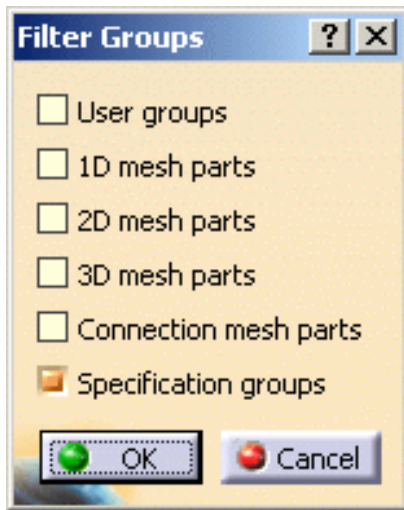 Filter Groups
User groups
1D mesh parts
2D mesh parts
3D mesh parts
Connection mesh parts
Specification groups
OK Cancel